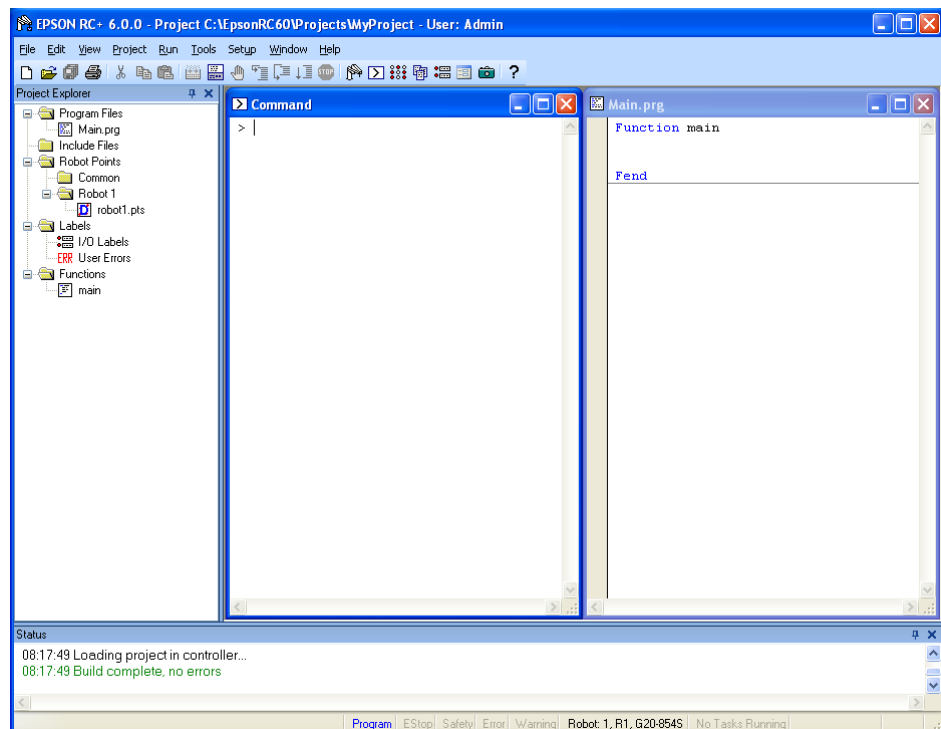 EPSON RC+ 6.0.0 - Project C:\EpsonRC60\Projects\MyProject - User: Admin
File Edit View Project Run Tools Setup Window Help
Project Explorer
Program Files
Main.prg
Include Files
Robot Points
Common
Robot 1
robot1.pts
Labels
I/O Labels
ERR User Errors
Functions
main
Command
>
Main.prg
Function main
Fend
Status
08:17:49 Loading project in controller...
08:17:49 Build complete, no errors
Program EStop Safety Error Warning Robot: 1, R1, G20-854S No Tasks Running